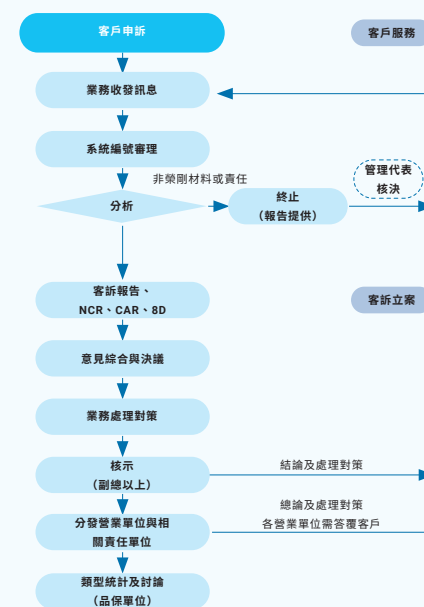 客戶申訴
客戶服務
業務收發訊息
系統編號審理
非榮剛材料或責任
管理代表
核決
分析
終止
（報告提供）
客訴報告、
NCR、CAR、8D
客訴立案
意見綜合與決議
業務處理對策
核示
（副總以上）
結論及處理對策
分發營業單位與相
關責任單位
總論及處理對策
各營業單位需答覆客戶
類型統計及討論
（品保單位）